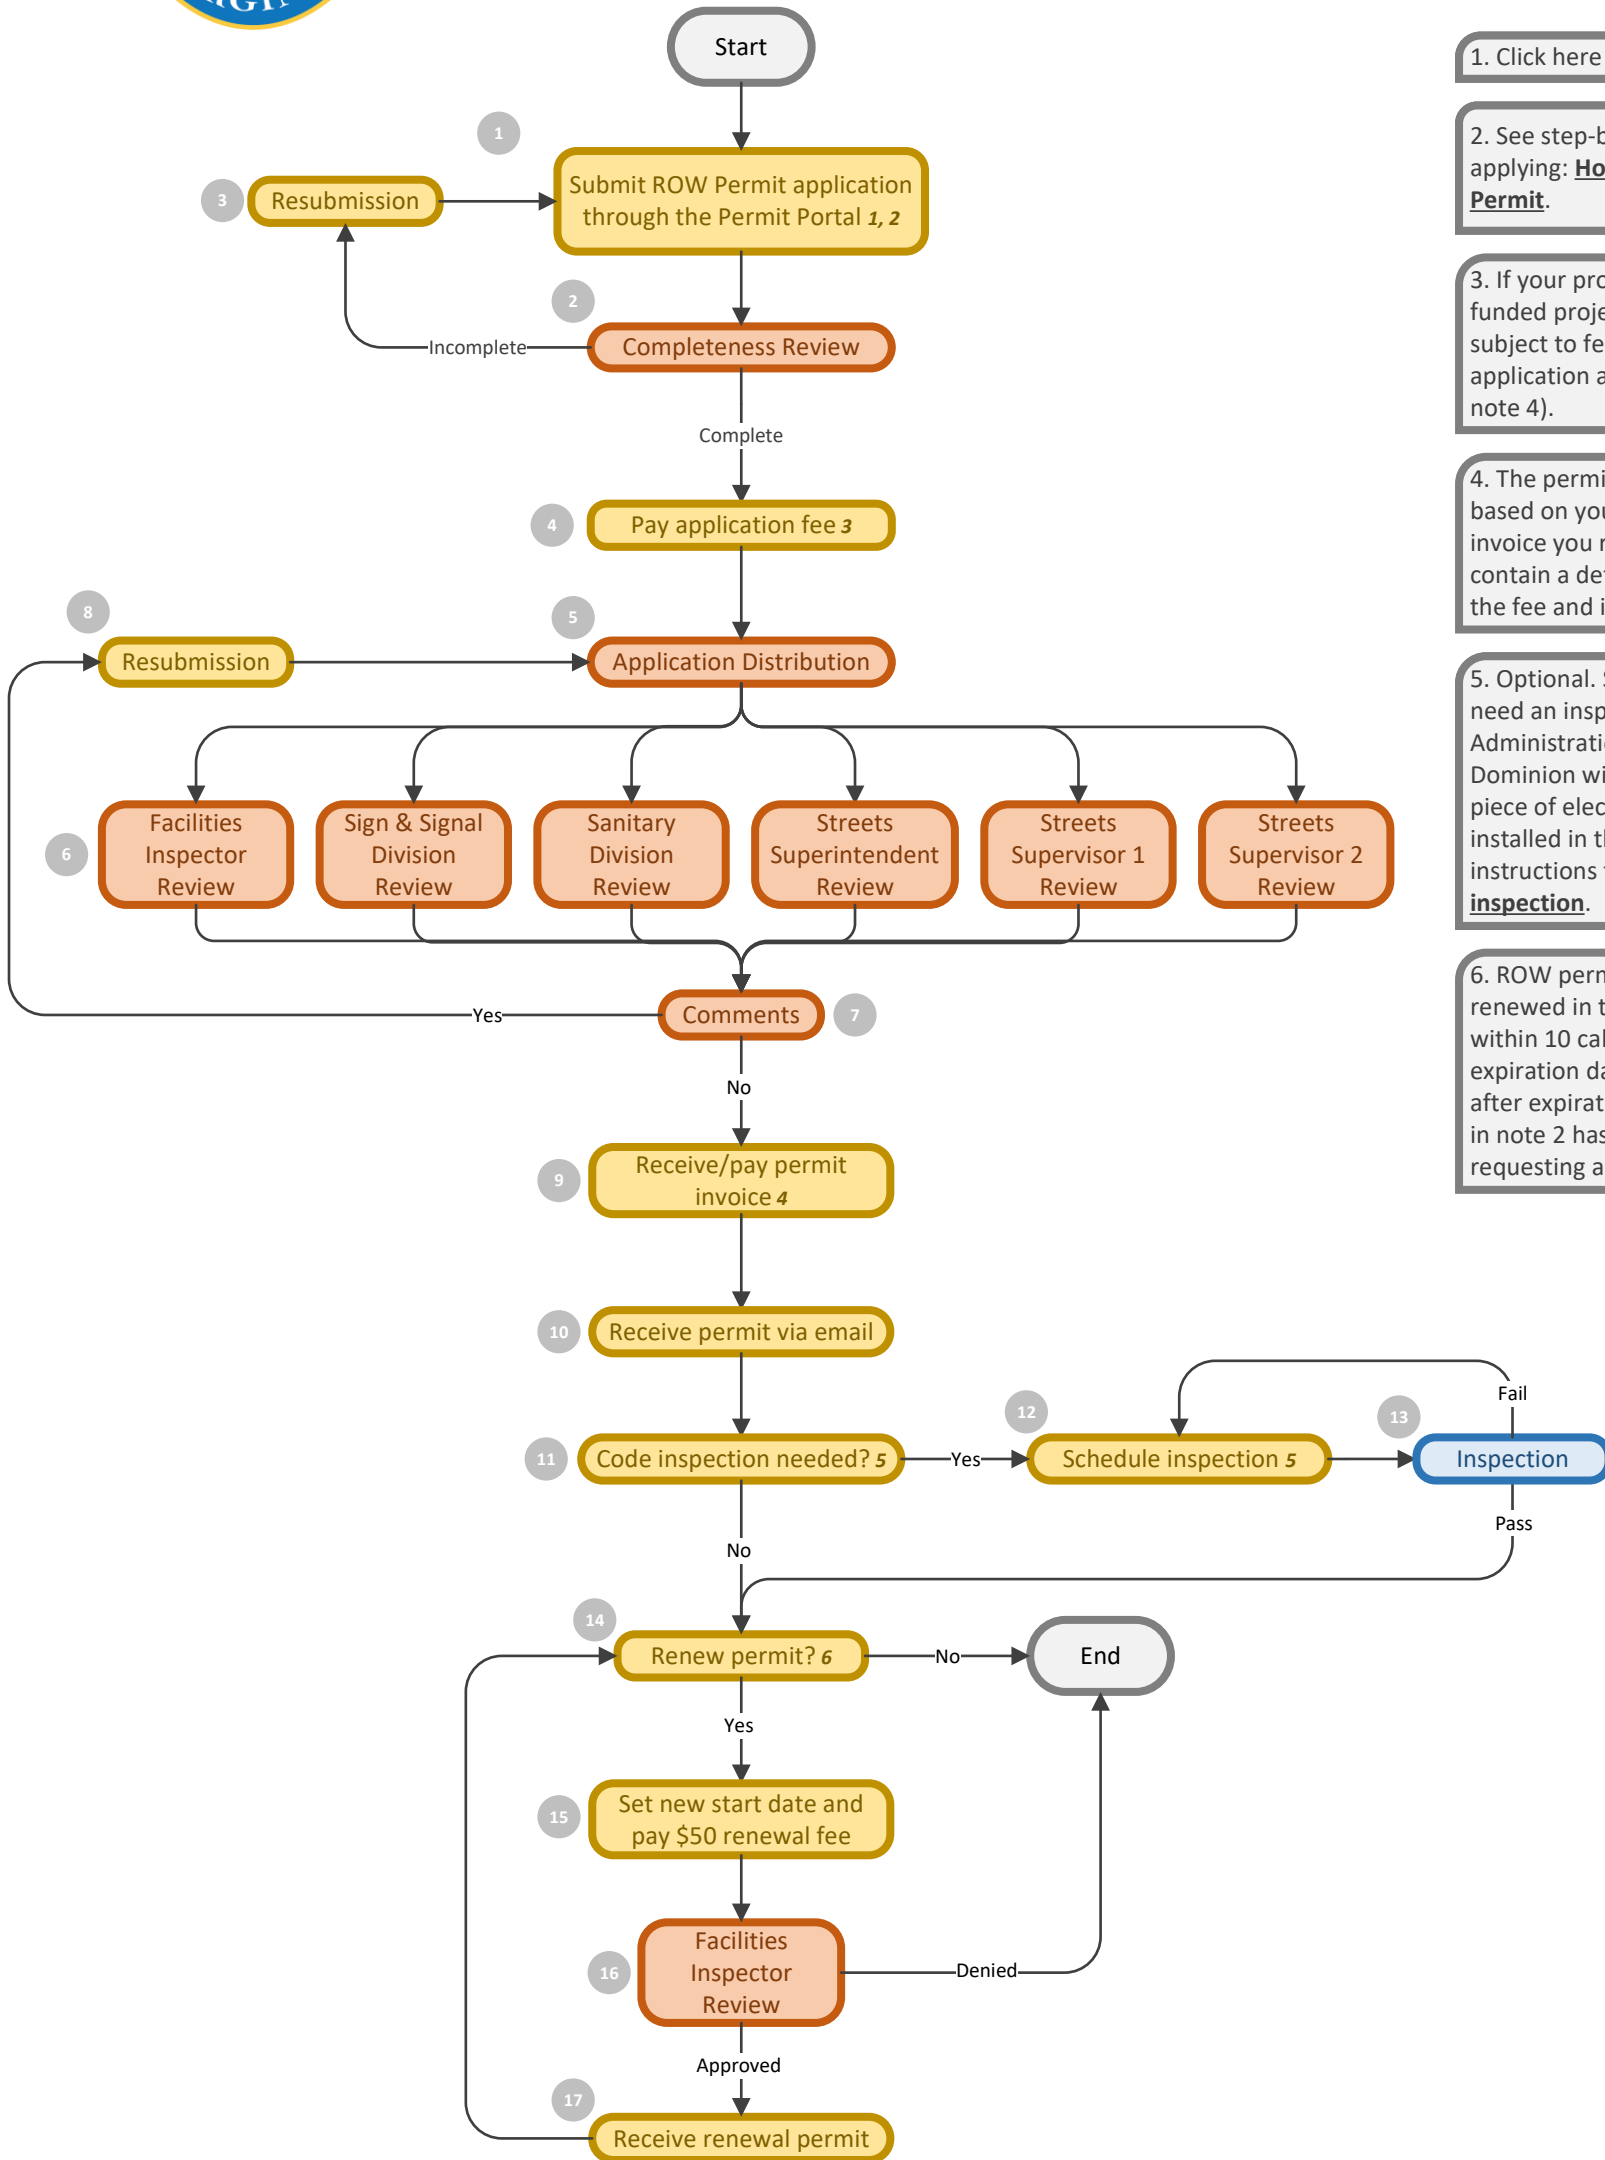 Start
1. Click here
1
2. See step-b
applying: Ho
Permit.
3
Resubmission
Submit ROW Permit application
through the Permit Portal 1, 2
3. If your pro
funded proje
subject to fe
application a
note 4).
2
Incomplete
Completeness Review
Complete
4. The permi
based on you
invoice you r
contain a de
the fee and i
4
Pay application fee 3
8
5
Resubmission
Application Distribution
5. Optional. S
need an insp
Administrati
Dominion wi
piece of elec
installed in t
instructions
inspection.
6
Facilities
Inspector
Review
Sign & Signal
Division
Review
Sanitary
Division
Review
Streets
Superintendent
Review
Streets
Supervisor 1
Review
Streets
Supervisor 2
Review
6. ROW perm
renewed in t
within 10 cal
expiration da
after expirat
in note 2 has
requesting a
Yes
Comments
7
No
9
Receive/pay permit
invoice 4
10
Receive permit via email
Fail
12
13
11
Code inspection needed? 5
Yes
Schedule inspection 5
Inspection
Pass
No
14
Renew permit? 6
No
End
Yes
15
Set new start date and
pay $50 renewal fee
16
Facilities
Inspector
Review
Denied
Approved
17
Receive renewal permit